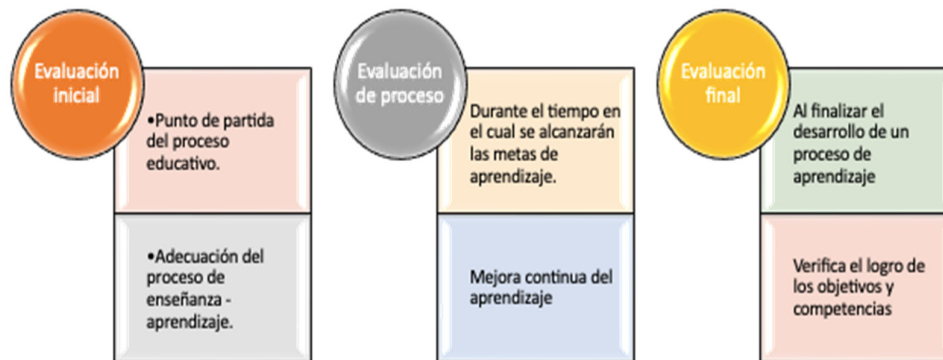 Evaluación
inicial
•Punto de partida
del proceso
educativo.
•Adecuación del
proceso de
enseñanza -
aprendizaje.
Evaluación
de proceso
Durante el tiempo en
el cual se alcanzarán
las metas de
aprendizaje.
Mejora continua del
aprendizaje
Evaluación
final
Al finalizar el
desarrollo de un
proceso de
aprendizaje
Verifica el logro de
los objetivos y
competencias